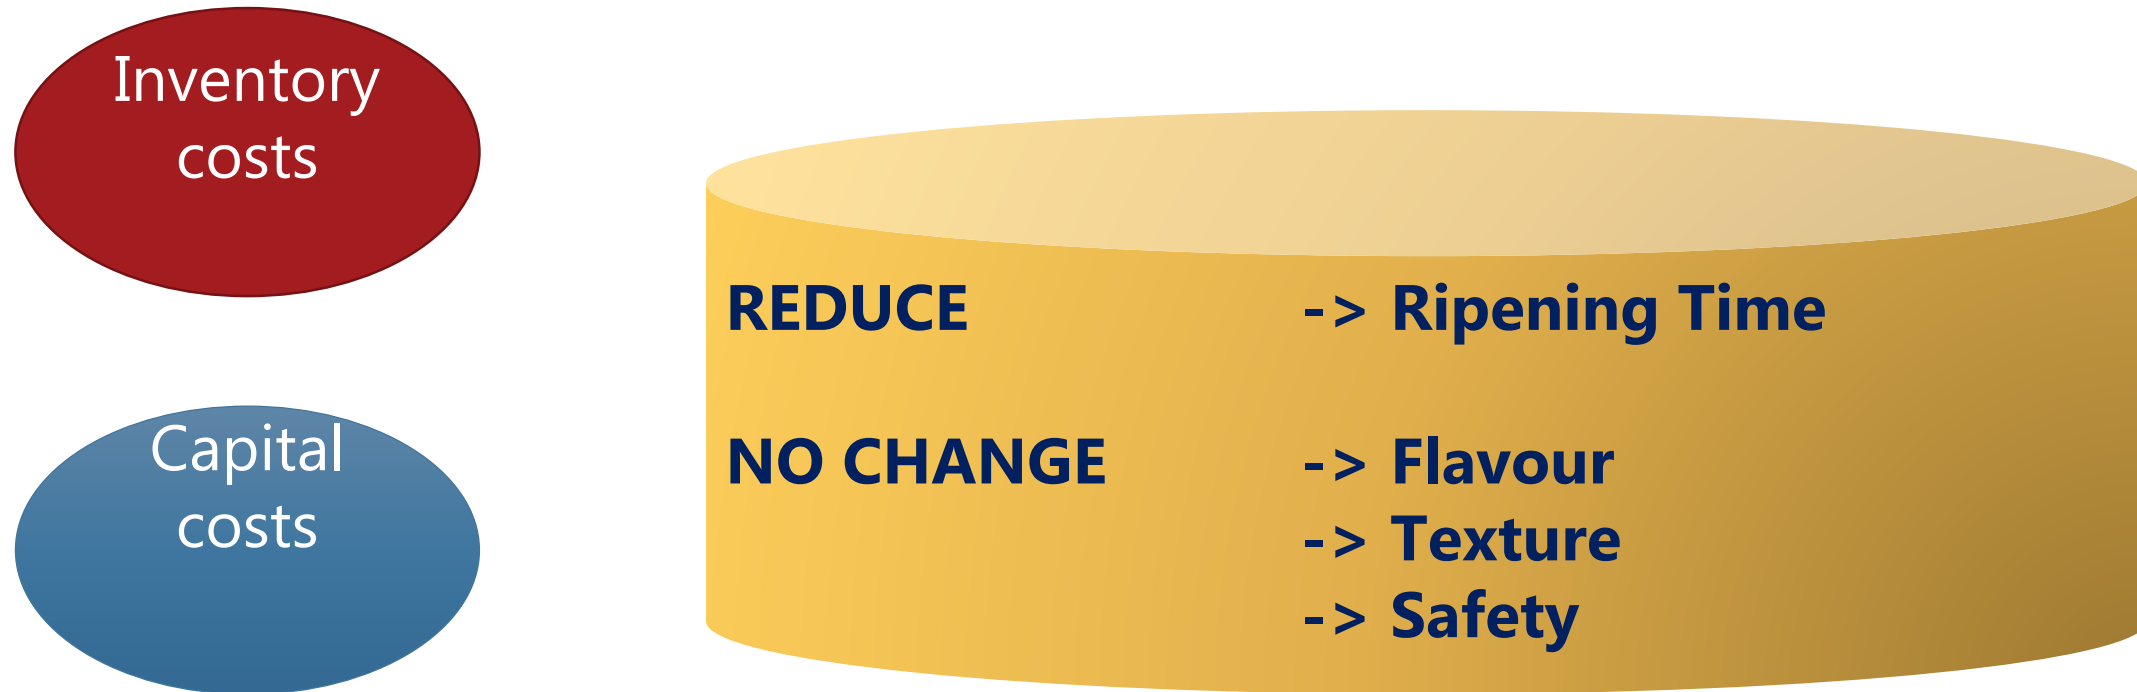 Inventory
costs
Capital
costs
REDUCE -> Ripening Time
NO CHANGE -> Flavour
-> Texture
-> Safety